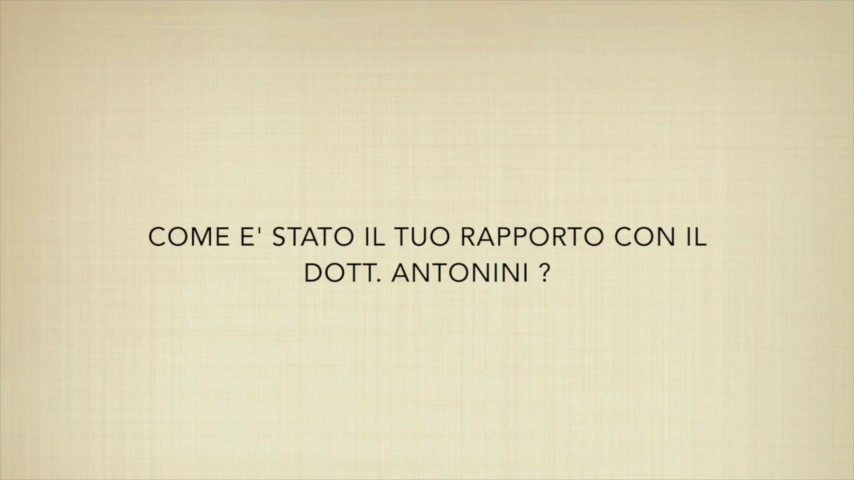 COME E' STATO IL TUO RAPPORTO CON IL
DOTT. ANTONINI ?